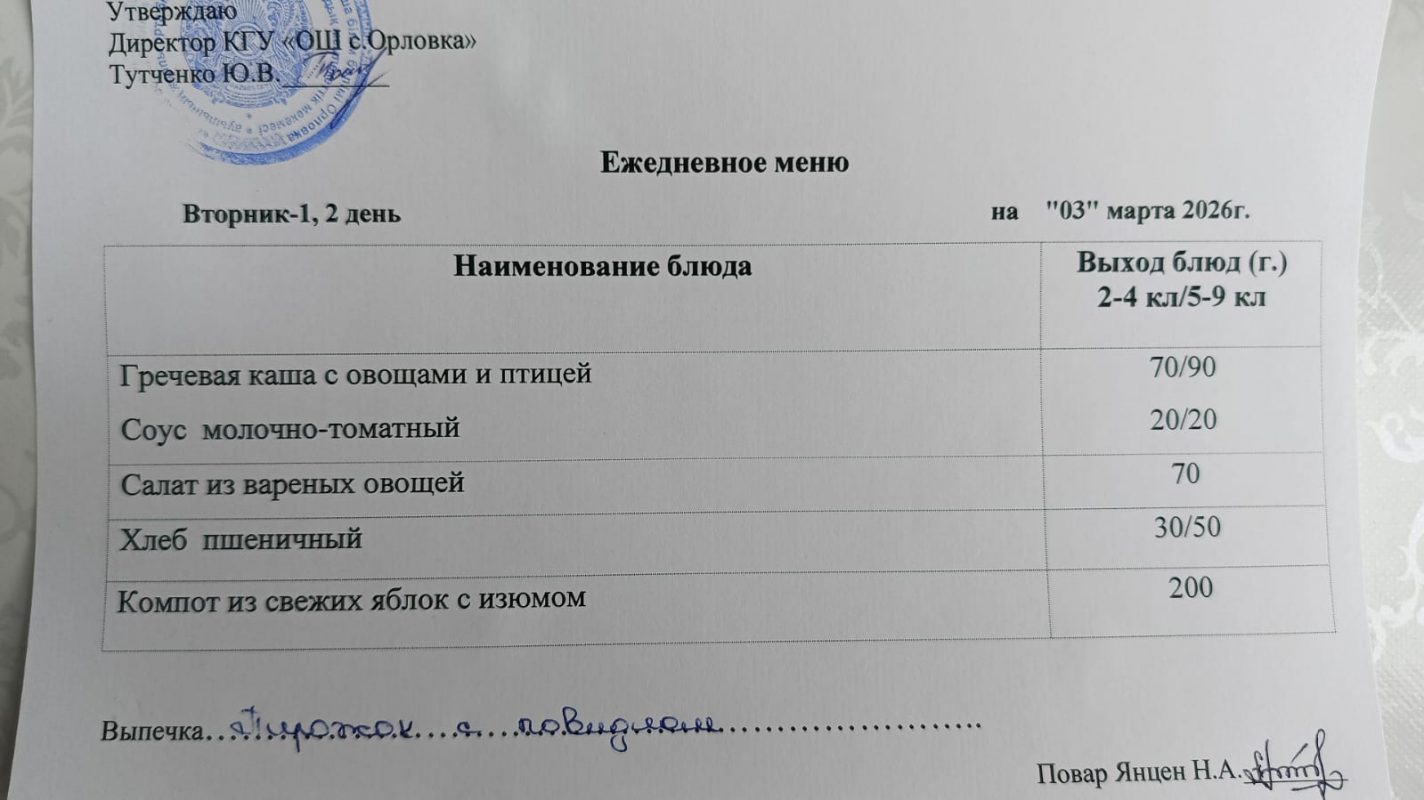 Утверждаю
Директор КГУ «ОШ с.Орловка»
Тутченко Ю.В.
Ежедневное меню
Вторник-1, 2 день на "03" марта 2026г.
Наименование блюда Выход блюд (г.)
2-4 кл/5-9 кл
Гречевая каша с овощами и птицей 70/90
Соус молочно-томатный 20/20
Салат из вареных овощей 70
Хлеб пшеничный 30/50
Компот из свежих яблок с изюмом 200
Выпечка....Пирожок....с....повидлом..........................
Повар Янцен Н.А.